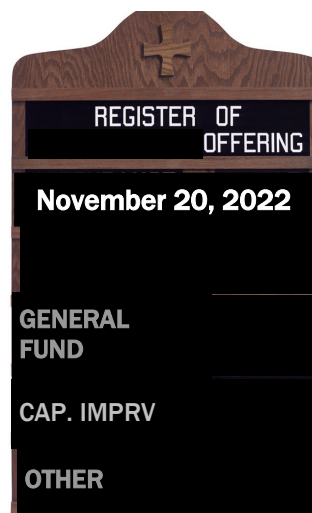 REGISTER OF
OFFERING
November 20, 2022
GENERAL
FUND
CAP. IMPRV
OTHER